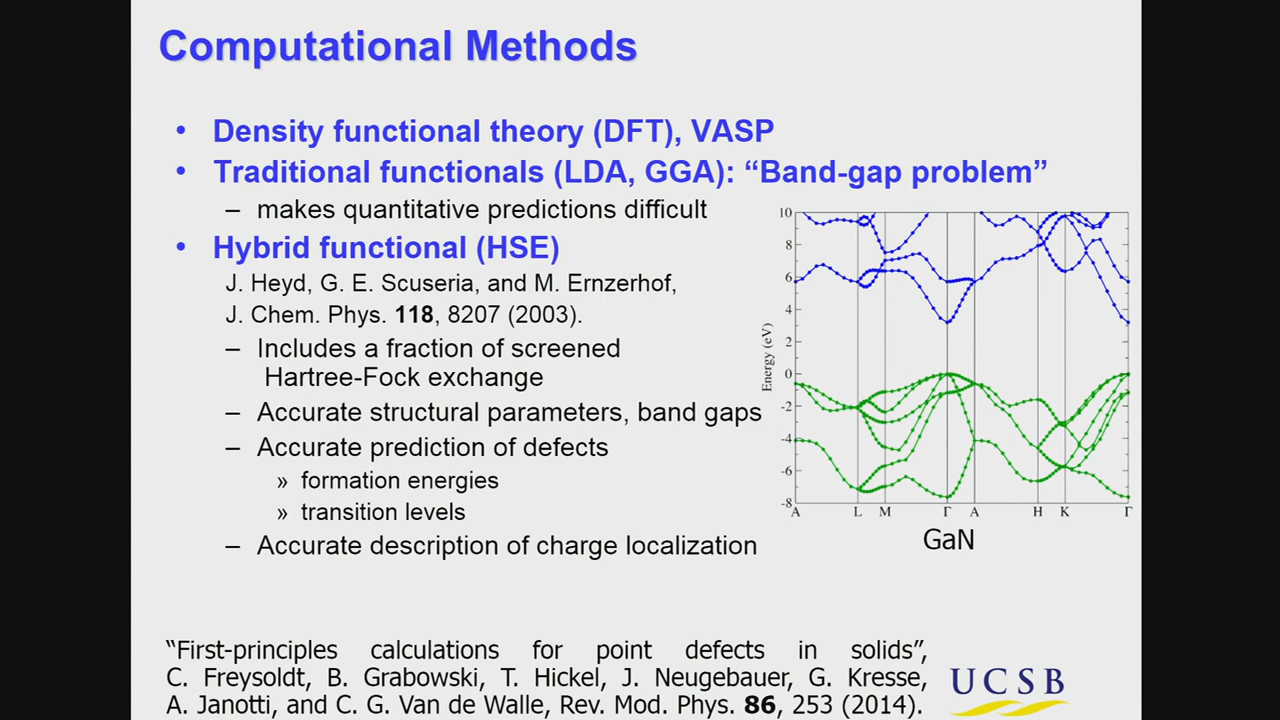 Computational Methods
• Density functional theory (DFT), VASP
• Traditional functionals (LDA, GGA): “Band-gap problem”
– makes quantitative predictions difficult
• Hybrid functional (HSE)
J. Heyd, G. E. Scuseria, and M. Ernzerhof,
J. Chem. Phys. 118, 8207 (2003).
– Includes a fraction of screened
Hartree-Fock exchange
– Accurate structural parameters, band gaps
– Accurate prediction of defects
» formation energies
» transition levels
– Accurate description of charge localization
10
8
6
4
2
0
-2
-4
-6
-8
Energy (eV)
A L M Γ A H K Γ
GaN
“First-principles calculations for point defects in solids”,
C. Freysoldt, B. Grabowski, T. Hickel, J. Neugebauer, G. Kresse,
A. Janotti, and C. G. Van de Walle, Rev. Mod. Phys. 86, 253 (2014).
UCSB